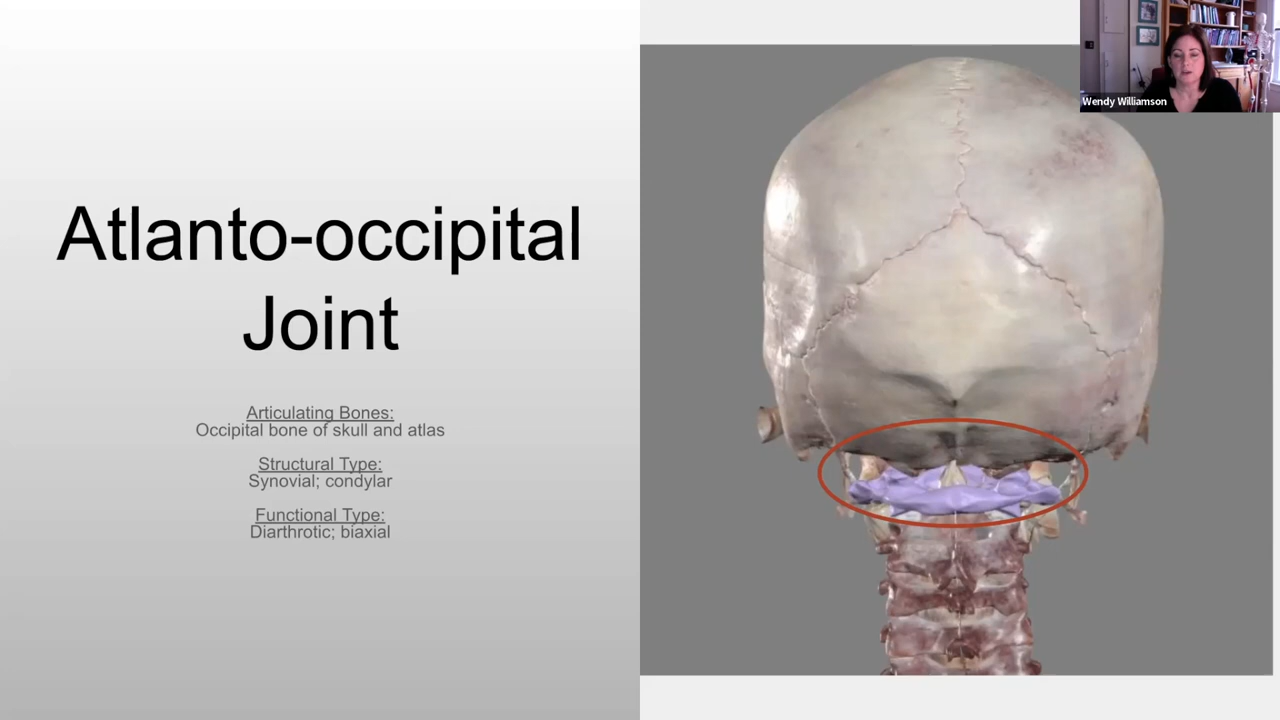 Atlanto-occipital
Joint
Articulating Bones:
Occipital bone of skull and atlas
Structural Type:
Synovial; condylar
Functional Type:
Diarthrotic; biaxial
Wendy Williamson